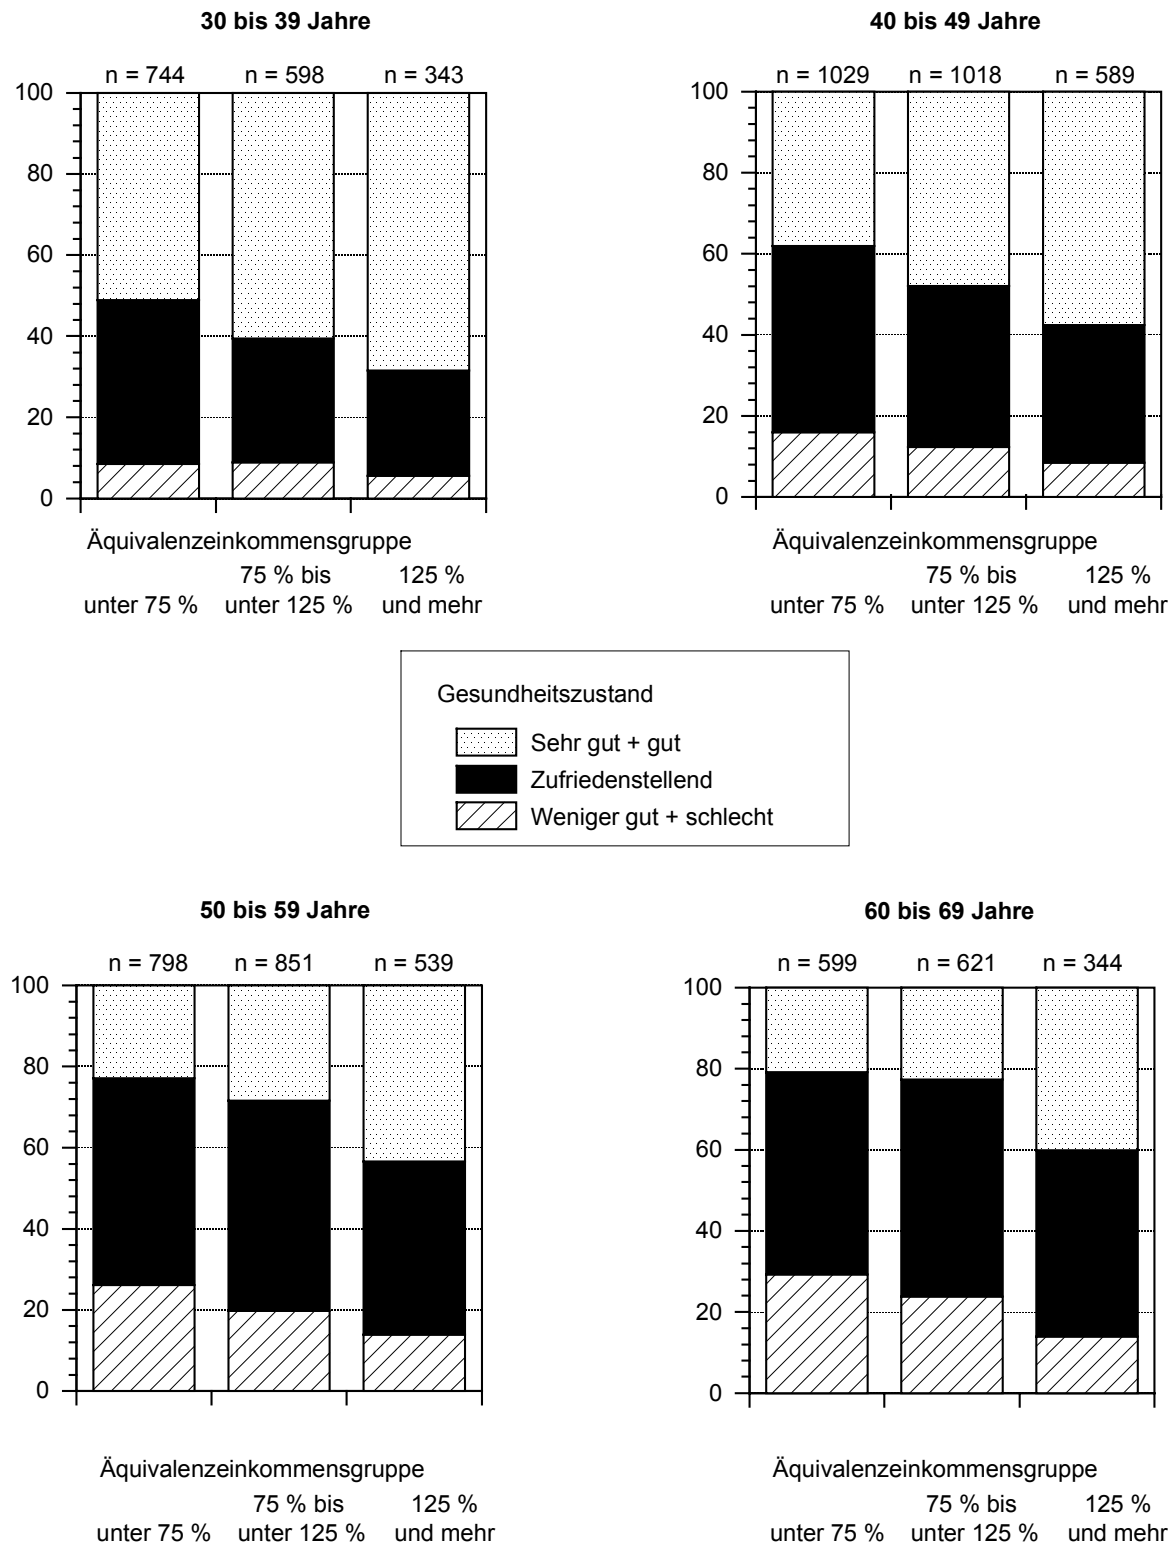 30 bis 39 Jahre
n = 744 n = 598 n = 343
100
80
60
40
20
0
Äquivalenzeinkommensgruppe
75 % bis 125 %
unter 75 % unter 125 % und mehr
40 bis 49 Jahre
n = 1029 n = 1018 n = 589
100
80
60
40
20
0
Äquivalenzeinkommensgruppe
75 % bis 125 %
unter 75 % unter 125 % und mehr
Gesundheitszustand
Sehr gut + gut
Zufriedenstellend
Weniger gut + schlecht
50 bis 59 Jahre
n = 798 n = 851 n = 539
100
80
60
40
20
0
Äquivalenzeinkommensgruppe
75 % bis 125 %
unter 75 % unter 125 % und mehr
60 bis 69 Jahre
n = 599 n = 621 n = 344
100
80
60
40
20
0
Äquivalenzeinkommensgruppe
75 % bis 125 %
unter 75 % unter 125 % und mehr